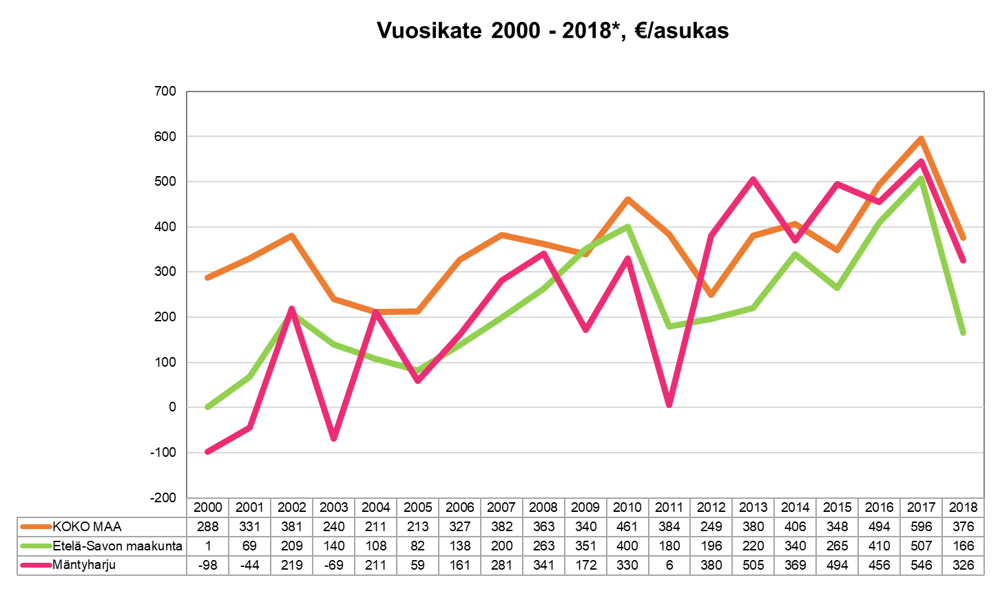 Vuosikate 2000 - 2018*, €/asukas
700
600
500
400
300
200
100
0
-100
-200
2000 2001 2002 2003 2004 2005 2006 2007 2008 2009 2010 2011 2012 2013 2014 2015 2016 2017 2018
KOKO MAA 288 331 381 240 211 213 327 382 363 340 461 384 249 380 406 348 494 596 376
Etelä-Savon maakunta 1 69 209 140 108 82 138 200 263 351 400 180 196 220 340 265 410 507 166
Mäntyharju -98 -44 219 -69 211 59 161 281 341 172 330 6 380 505 369 494 456 546 326